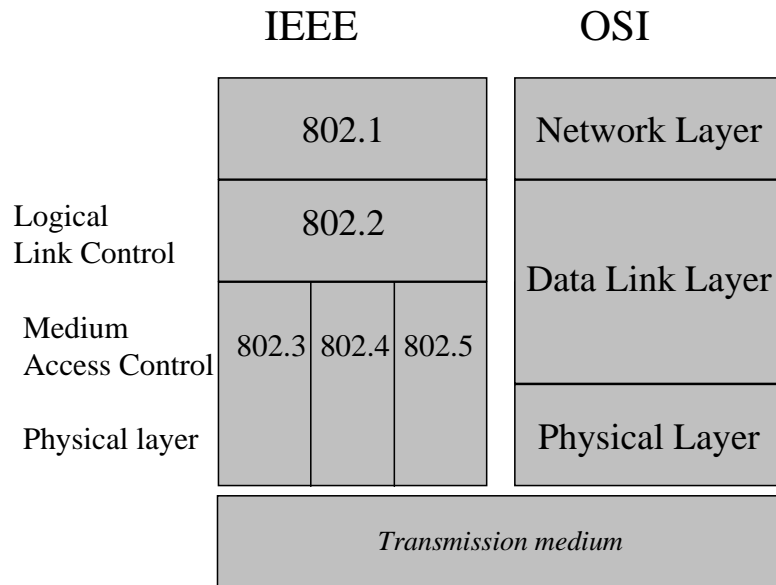 IEEE OSI
802.1 Network Layer
Logical
Link Control
802.2
Data Link Layer
Medium
Access Control
802.3 802.4 802.5
Physical layer
Physical Layer
Transmission medium